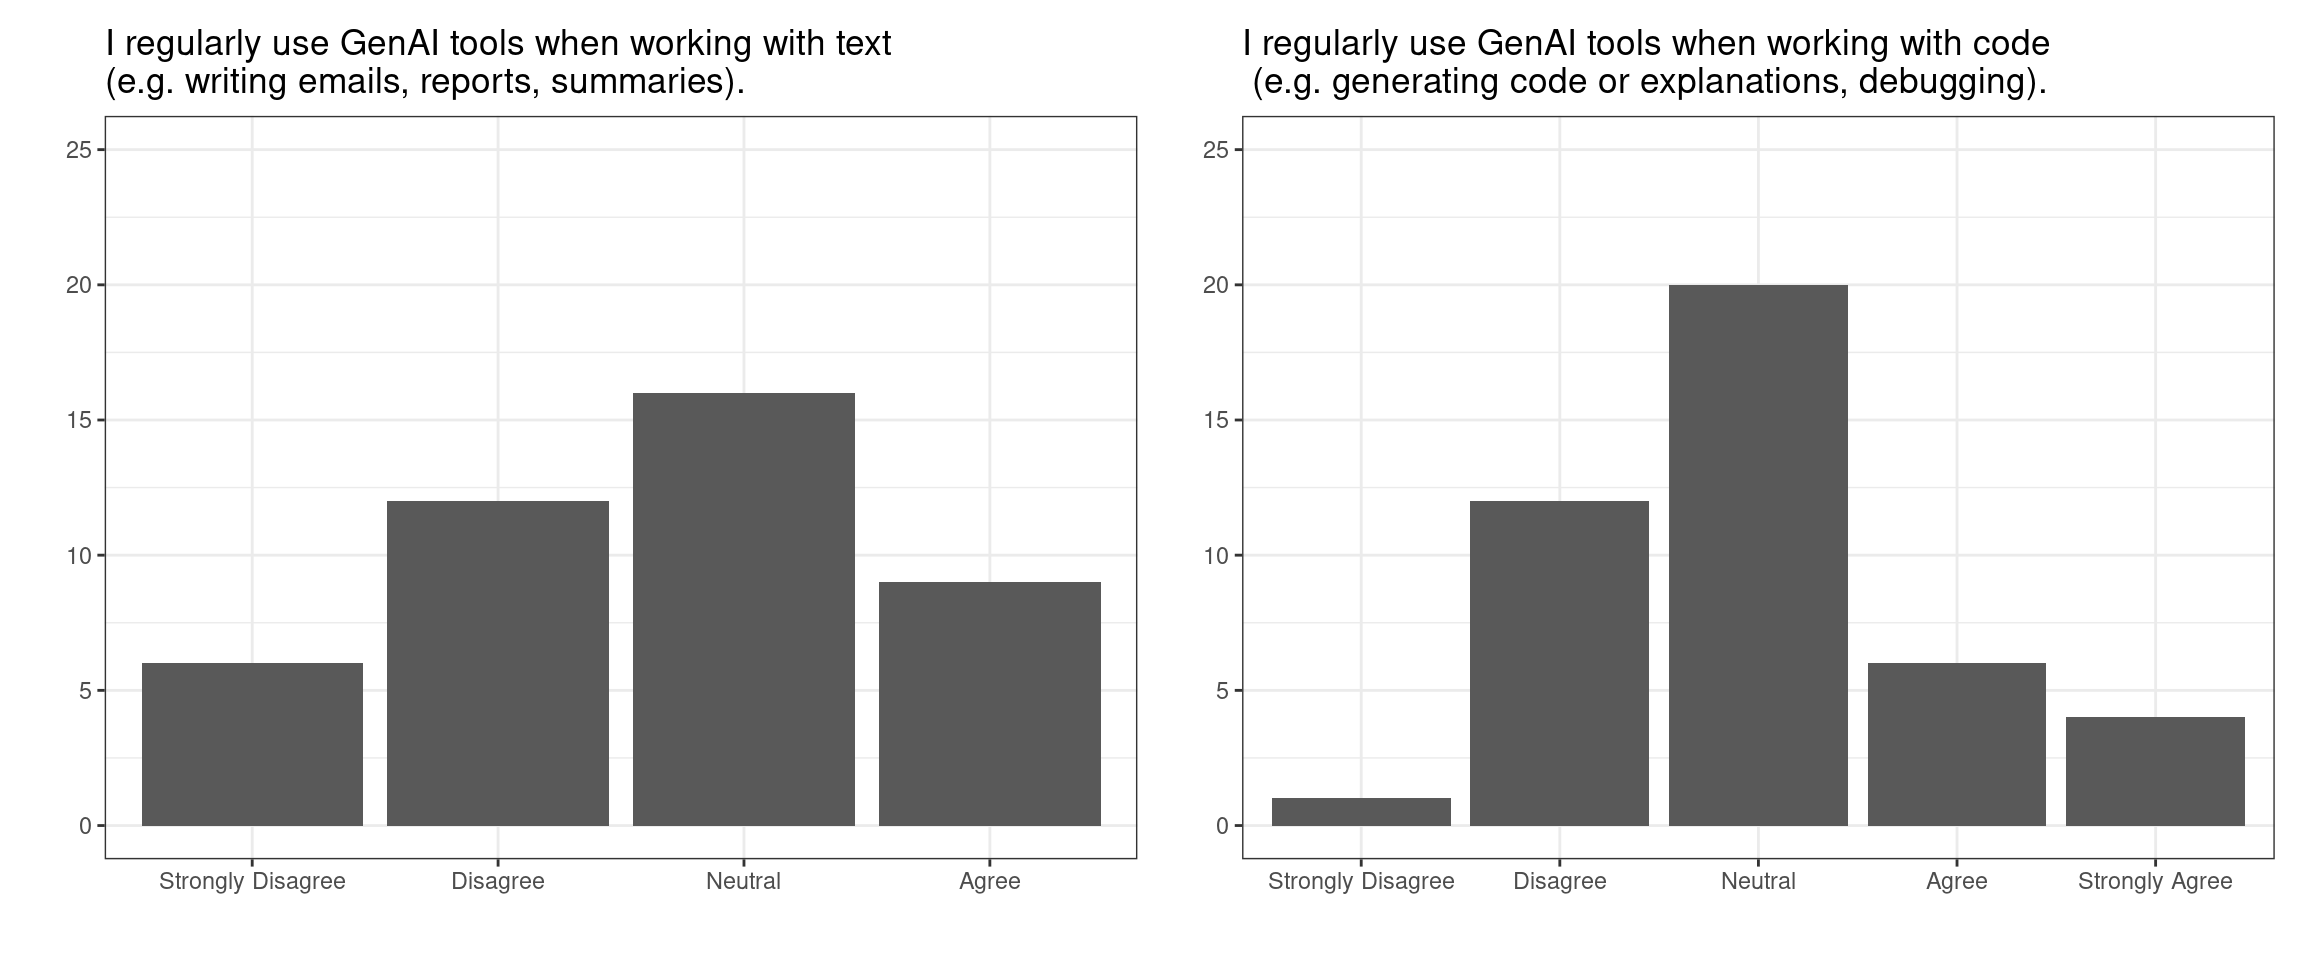 I regularly use GenAI tools when working with text
(e.g. writing emails, reports, summaries).
25
20
15
10
5
0
Strongly Disagree Disagree Neutral Agree
I regularly use GenAI tools when working with code
(e.g. generating code or explanations, debugging).
25
20
15
10
5
0
Strongly Disagree Disagree Neutral Agree Strongly Agree